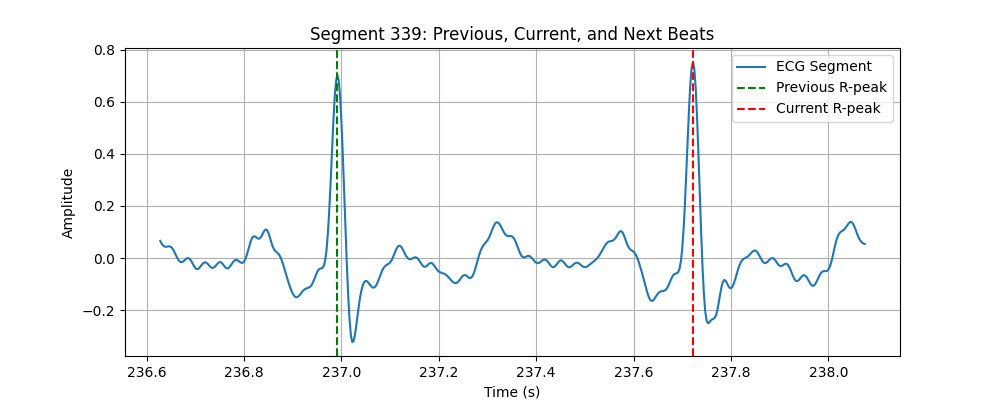 Segment 339: Previous, Current, and Next Beats
ECG Segment
Previous R-peak
Current R-peak
Amplitude
0.8
0.6
0.4
0.2
0.0
−0.2
236.6 236.8 237.0 237.2 237.4 237.6 237.8 238.0
Time (s)